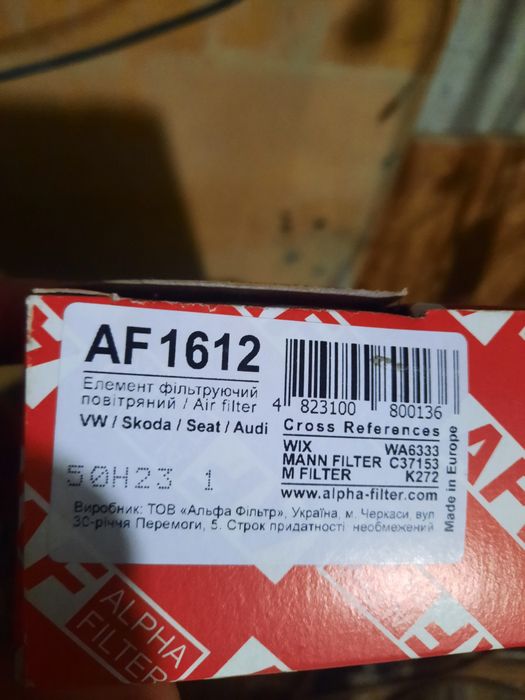 AF1612
Елемент фільтруючий
повітряний / Air filter
VW / Skoda / Seat / Audi
50H23 1
4 823100 800136
Cross References
WIX WA6333
MANN FILTER C37153
M FILTER K272
www.alpha-filter.com
Made in Europe
Виробник: ТОВ «Альфа Фільтр», Україна, м. Черкаси, вул
30-річчя Перемоги, 5. Строк придатності необмежений
ALPHA
FILTER
AF